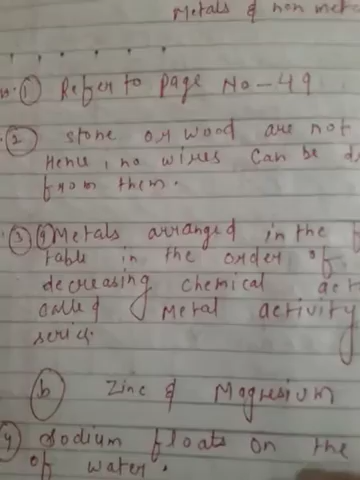 Metals & non meta
. ① Refer to page No - 49
② stone or wood are not
Hence, no wires can be d
from them.
③ ⓐ Metals arranged in the f
table in the order of
decreasing chemical act
called metal activity
series.
ⓑ Zinc & Magnesium
④ Sodium floats on the
of water.